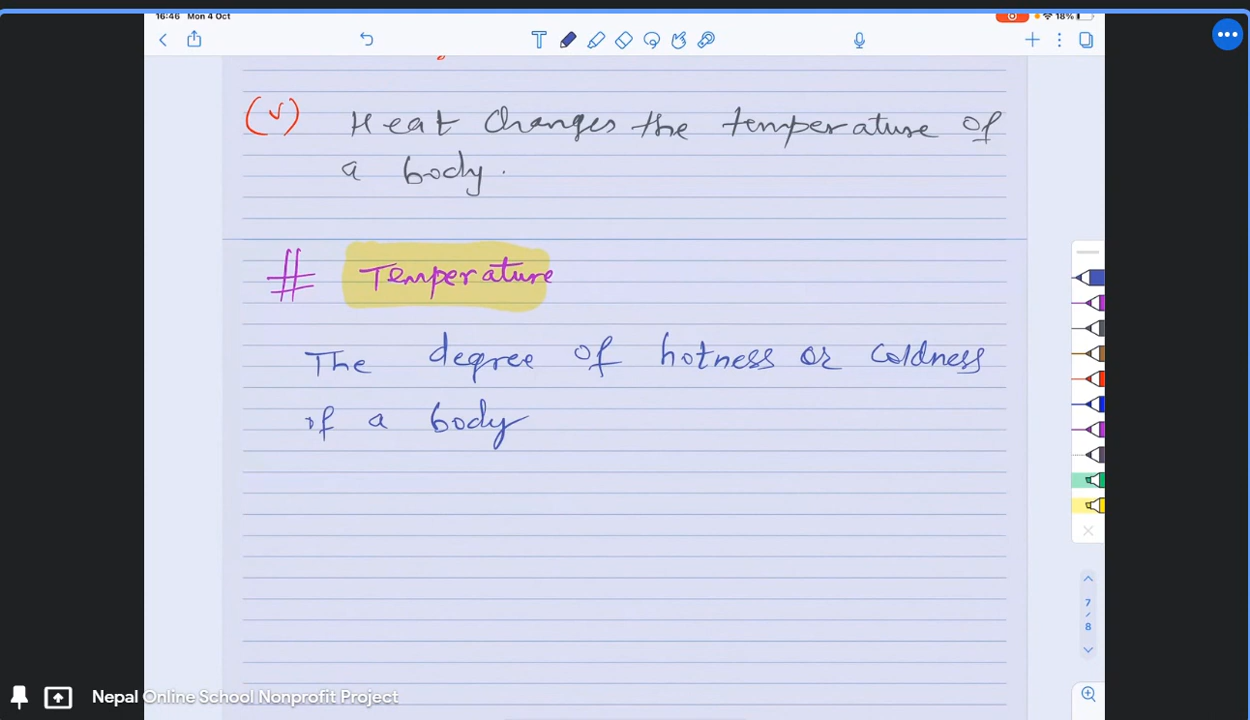 16:46 Mon 4 Oct
18%
(v) Heat changes the temperature of
a body.
# Temperature
The degree of hotness or coldness
of a body
7
/
8
Nepal Online School Nonprofit Project